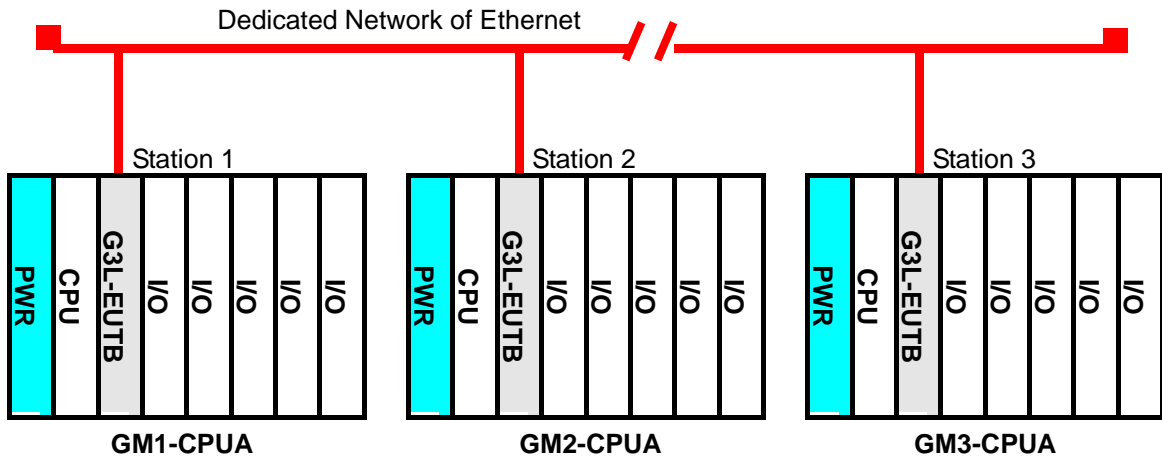 Dedicated Network of Ethernet
Station 1
Station 2
Station 3
PWR
CPU
G3L-EUTB
I/O
I/O
I/O
I/O
I/O
PWR
CPU
G3L-EUTB
I/O
I/O
I/O
I/O
I/O
PWR
CPU
G3L-EUTB
I/O
I/O
I/O
I/O
I/O
GM1-CPUA
GM2-CPUA
GM3-CPUA